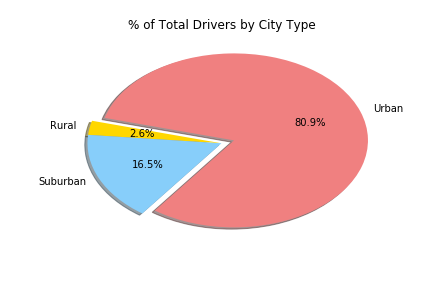 % of Total Drivers by City Type
Urban
80.9%
Rural
2.6%
Suburban
16.5%